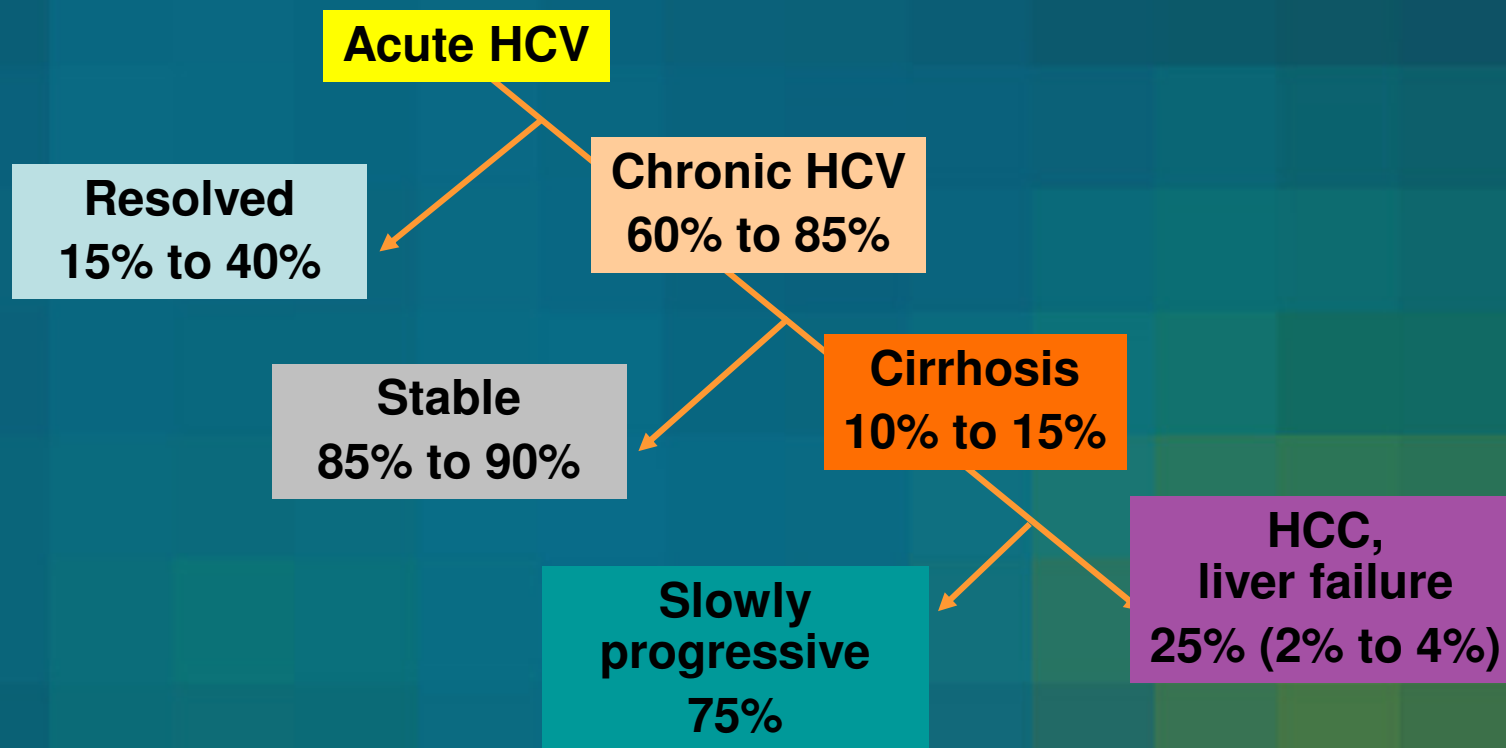 Acute HCV
Resolved
15% to 40%
Chronic HCV
60% to 85%
Stable
85% to 90%
Cirrhosis
10% to 15%
Slowly
progressive
75%
HCC,
liver failure
25% (2% to 4%)